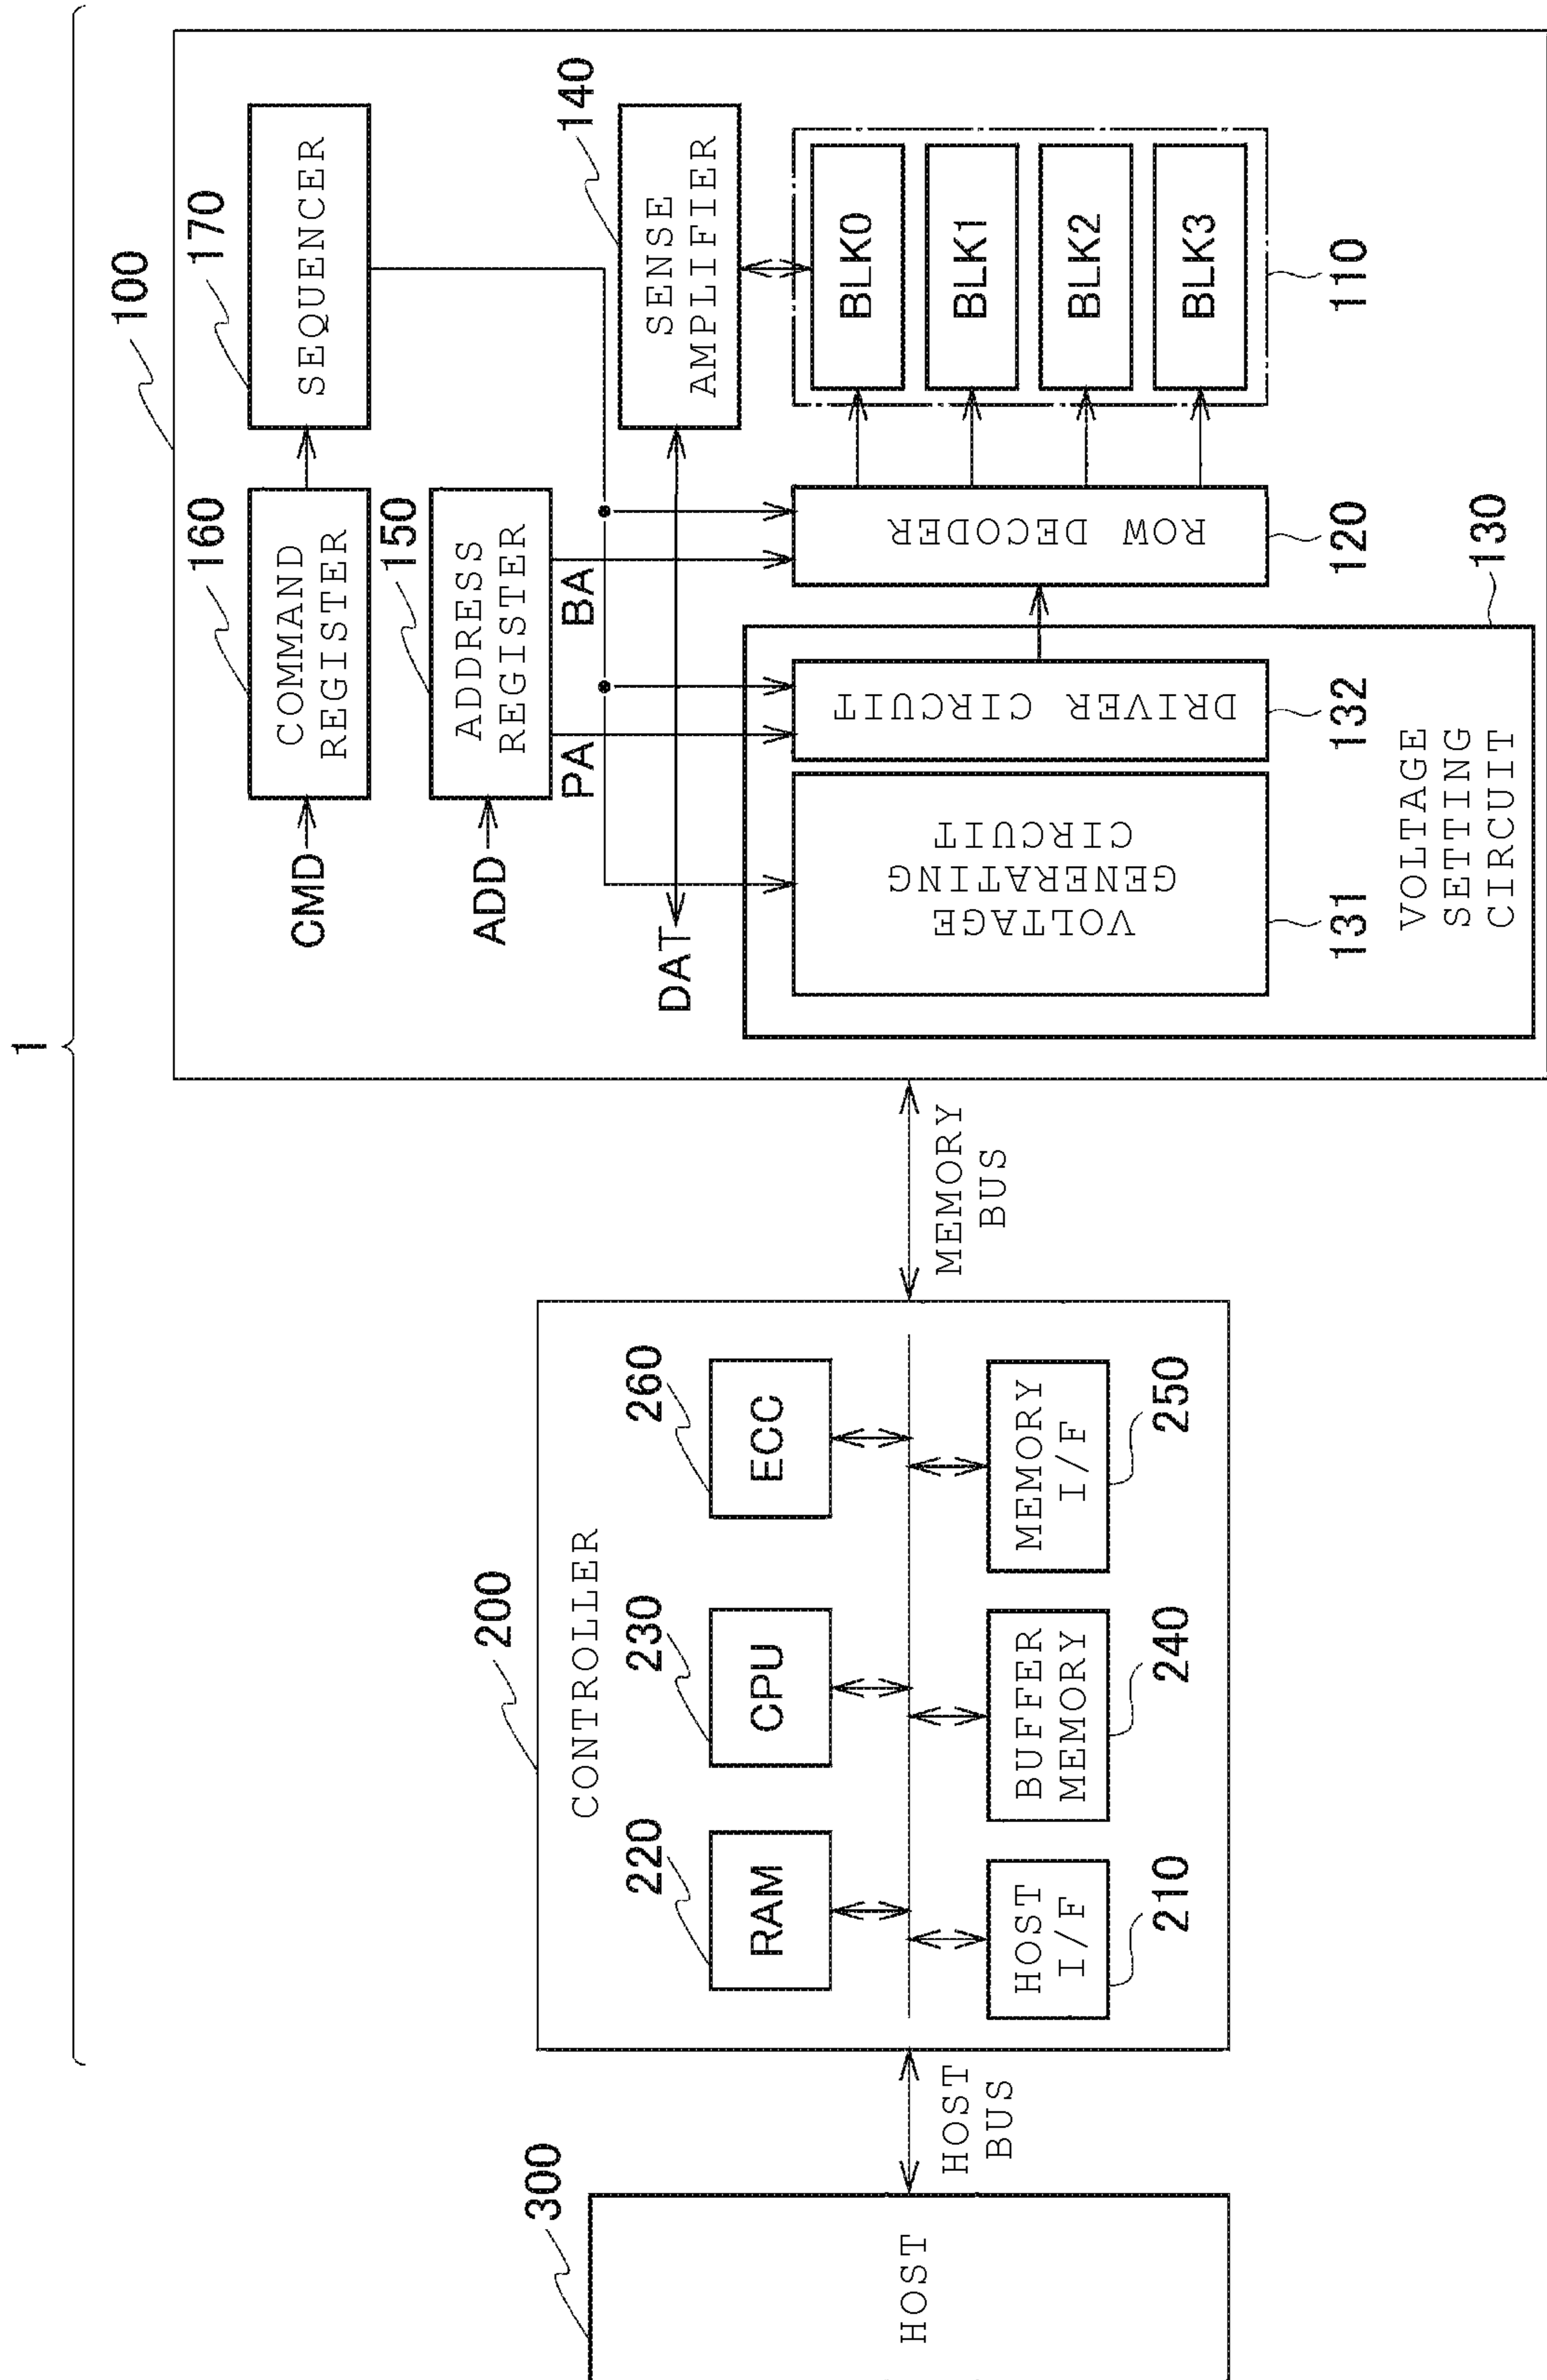 1
300
HOST
HOST
BUS
200
CONTROLLER
220
RAM
230
CPU
260
ECC
HOST
I/F
210
BUFFER
MEMORY
240
MEMORY
I/F
250
MEMORY
BUS
100
CMD
160
COMMAND
REGISTER
170
SEQUENCER
ADD
150
ADDRESS
REGISTER
PA
BA
DAT
140
SENSE
AMPLIFIER
VOLTAGE
GENERATING
CIRCUIT
131
DRIVER CIRCUIT
132
VOLTAGE
SETTING
CIRCUIT
130
ROW DECODER
120
BLK0
BLK1
BLK2
BLK3
110